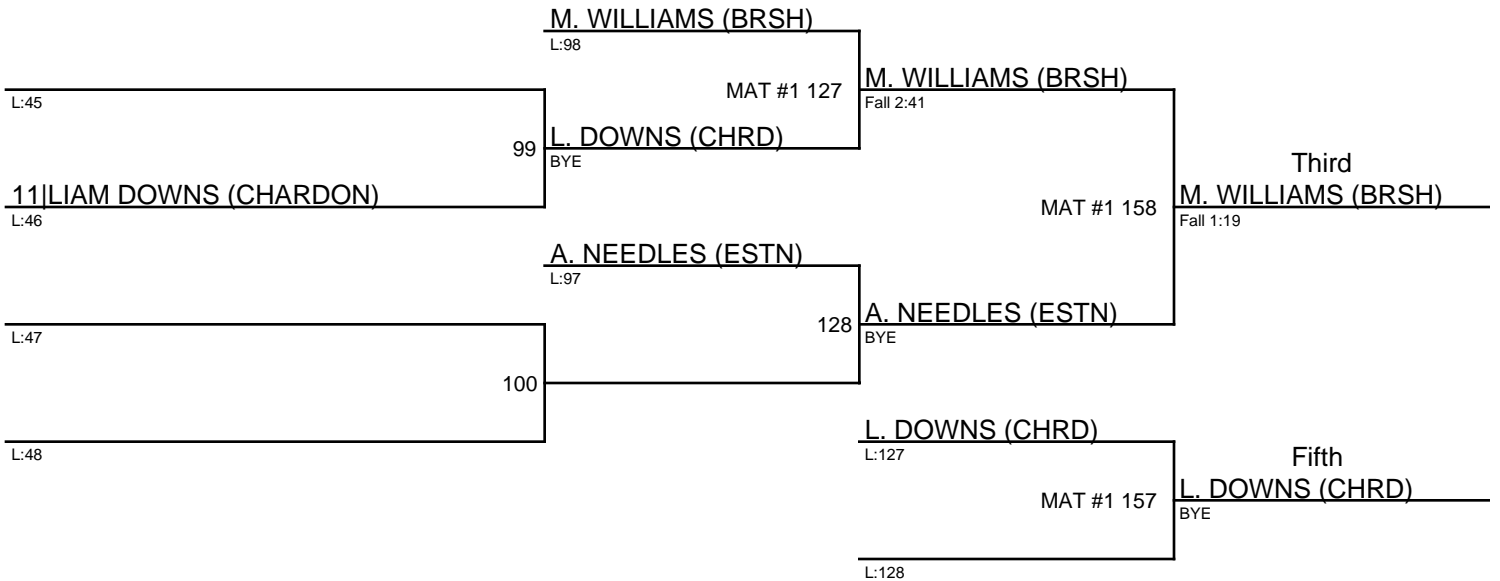 M. WILLIAMS (BRSH)
L:98
MAT #1 127
M. WILLIAMS (BRSH)
Fall 2:41
L:45
99
L. DOWNS (CHRD)
BYE
Third
11|LIAM DOWNS (CHARDON)
L:46
MAT #1 158
M. WILLIAMS (BRSH)
Fall 1:19
A. NEEDLES (ESTN)
L:97
L:47
128
A. NEEDLES (ESTN)
BYE
100
L. DOWNS (CHRD)
L:127
L:48
Fifth
MAT #1 157
L. DOWNS (CHRD)
BYE
L:128